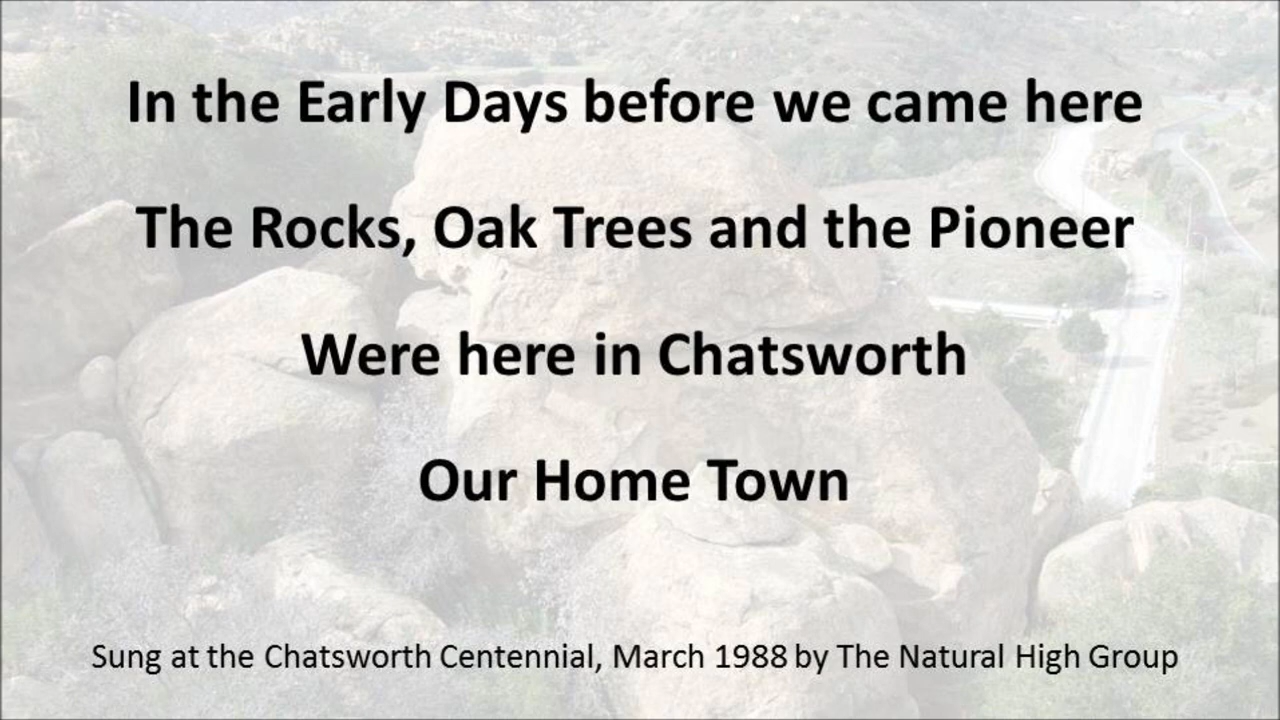 In the Early Days before we came here
The Rocks, Oak Trees and the Pioneer
Were here in Chatsworth
Our Home Town
Sung at the Chatsworth Centennial, March 1988 by The Natural High Group